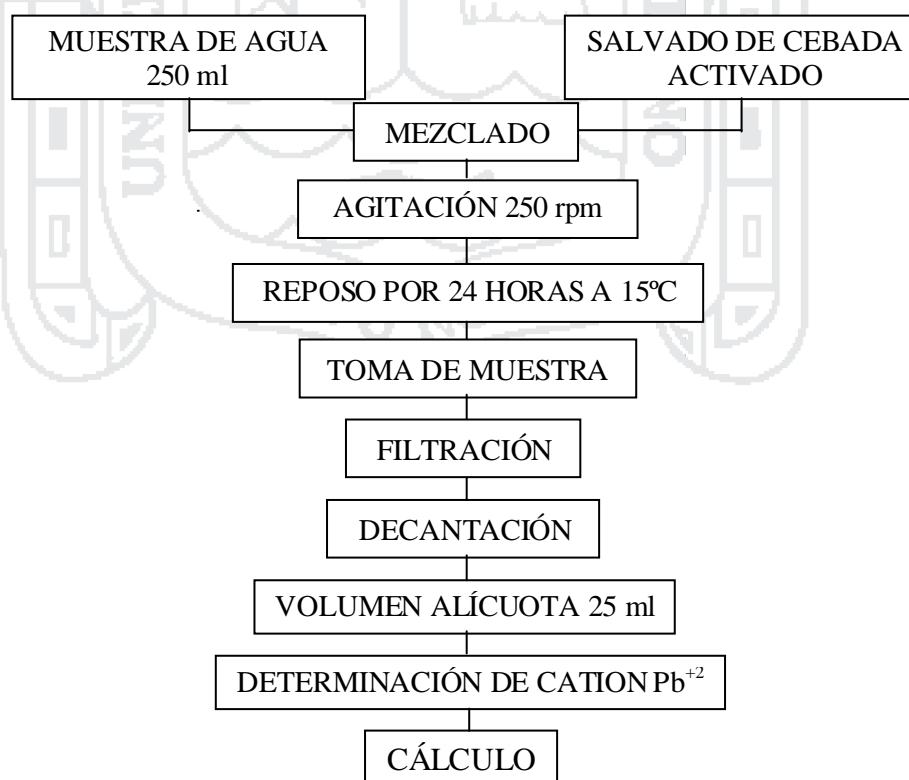 MUESTRA DE AGUA
250 ml
SALVADO DE CEBADA
ACTIVADO
MEZCLADO
AGITACIÓN 250 rpm
REPOSO POR 24 HORAS A 15ºC
TOMA DE MUESTRA
FILTRACIÓN
DECANTACIÓN
VOLUMEN ALÍCUOTA 25 ml
DETERMINACIÓN DE CATION Pb⁺²
CÁLCULO